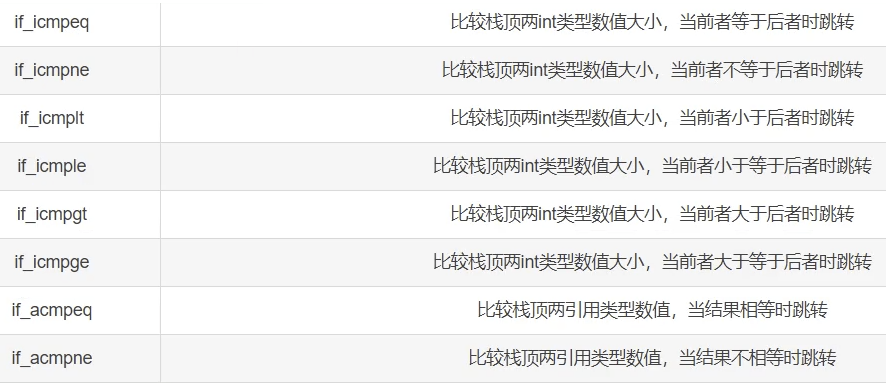 if_icmpeq 比较栈顶两int类型数值大小，当前者等于后者时跳转
if_icmpne 比较栈顶两int类型数值大小，当前者不等于后者时跳转
if_icmplt 比较栈顶两int类型数值大小，当前者小于后者时跳转
if_icmple 比较栈顶两int类型数值大小，当前者小于等于后者时跳转
if_icmpgt 比较栈顶两int类型数值大小，当前者大于后者时跳转
if_icmpge 比较栈顶两int类型数值大小，当前者大于等于后者时跳转
if_acmpeq 比较栈顶两引用类型数值，当结果相等时跳转
if_acmpne 比较栈顶两引用类型数值，当结果不相等时跳转